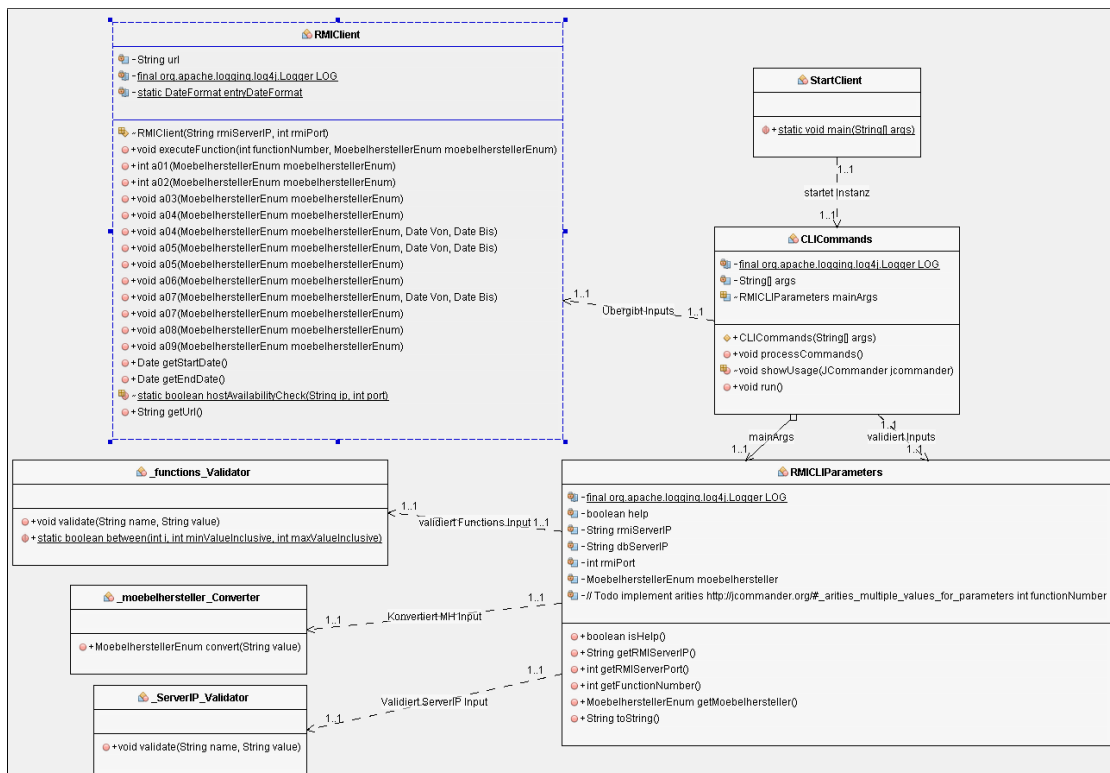 RMIClient
- String url
- final org.apache.logging.log4j.Logger LOG
- static DateFormat entryDateFormat
~RMIClient(String rmiServerIP, int rmiPort)
+void executeFunction(int functionNumber, MoebelherstellerEnum moebelherstellerEnum)
+int a01(MoebelherstellerEnum moebelherstellerEnum)
+int a02(MoebelherstellerEnum moebelherstellerEnum)
+void a03(MoebelherstellerEnum moebelherstellerEnum)
+void a04(MoebelherstellerEnum moebelherstellerEnum)
+void a04(MoebelherstellerEnum moebelherstellerEnum, Date Von, Date Bis)
+void a05(MoebelherstellerEnum moebelherstellerEnum, Date Von, Date Bis)
+void a05(MoebelherstellerEnum moebelherstellerEnum)
+void a06(MoebelherstellerEnum moebelherstellerEnum)
+void a07(MoebelherstellerEnum moebelherstellerEnum, Date Von, Date Bis)
+void a07(MoebelherstellerEnum moebelherstellerEnum)
+void a08(MoebelherstellerEnum moebelherstellerEnum)
+void a09(MoebelherstellerEnum moebelherstellerEnum)
+Date getStartDate()
+Date getEndDate()
~static boolean hostAvailabilityCheck(String ip, int port)
+String getUrl()
StartClient
+static void main(String[] args)
1..1
startet Instanz
1..1
CLICommands
-final org.apache.logging.log4j.Logger LOG
-String[] args
~RMICLIParameters mainArgs
+CLICommands(String[] args)
+void processCommands()
~void showUsage(JCommander jcommander)
+void run()
1..1
Übergibt Inputs
1..1
mainArgs
1..1
1..1
validiert Inputs
1..1
_functions_Validator
+void validate(String name, String value)
+static boolean between(int i, int minValueInclusive, int maxValueInclusive)
1..1
validiert Functions Input
1..1
RMICLIParameters
-final org.apache.logging.log4j.Logger LOG
-boolean help
-String rmiServerIP
-String dbServerIP
-int rmiPort
-MoebelherstellerEnum moebelhersteller
-// Todo implement arities http://jcommander.org/#_arities_multiple_values_for_parameters int functionNumber
+boolean isHelp()
+String getRMIServerIP()
+int getRMIServerPort()
+int getFunctionNumber()
+MoebelherstellerEnum getMoebelhersteller()
+String toString()
_moebelhersteller_Converter
+MoebelherstellerEnum convert(String value)
1..1
Konvertiert MH Input
1..1
_ServerIP_Validator
+void validate(String name, String value)
1..1
Validiert ServerIP Input
1..1